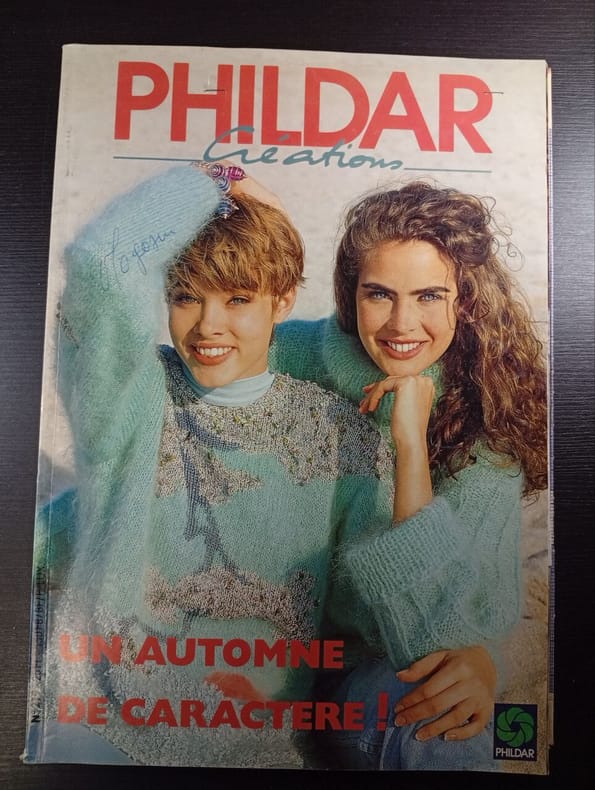 PHILDAR
Créations
UN AUTOMNE
DE CARACTERE !
PHILDAR